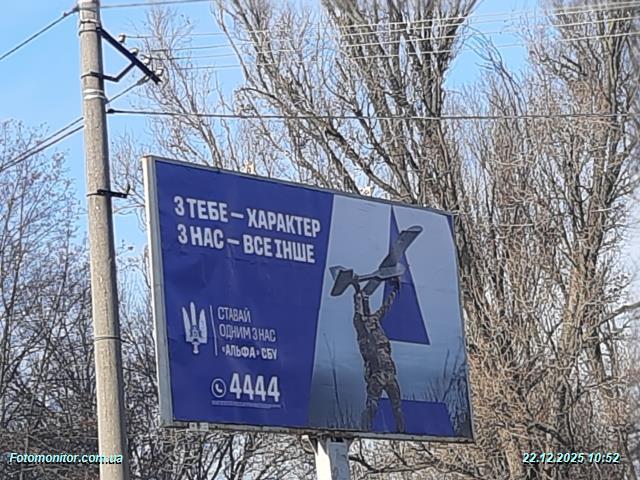 З ТЕБЕ – ХАРАКТЕР
З НАС – ВСЕ ІНШЕ
СТАВАЙ
ОДНИМ З НАС
«АЛЬФА» СБУ
4444
Fotomonitor.com.ua
22.12.2025 10:52